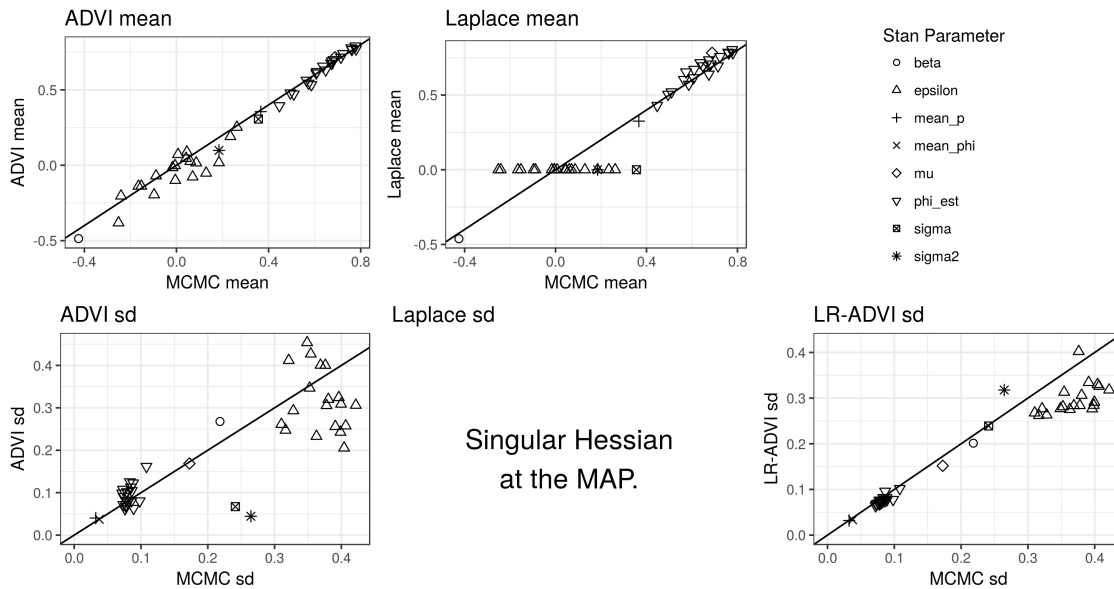 ADVI mean
ADVI mean
0.5
0.0
-0.5
-0.4
0.0
0.4
0.8
MCMC mean
Laplace mean
Laplace mean
0.5
0.0
-0.5
-0.4
0.0
0.4
0.8
MCMC mean
Stan Parameter
beta
epsilon
mean_p
mean_phi
mu
phi_est
sigma
sigma2
ADVI sd
ADVI sd
0.4
0.3
0.2
0.1
0.0
0.0
0.1
0.2
0.3
0.4
MCMC sd
Laplace sd
Singular Hessian
at the MAP.
LR-ADVI sd
LR-ADVI sd
0.4
0.3
0.2
0.1
0.0
0.0
0.1
0.2
0.3
0.4
MCMC sd